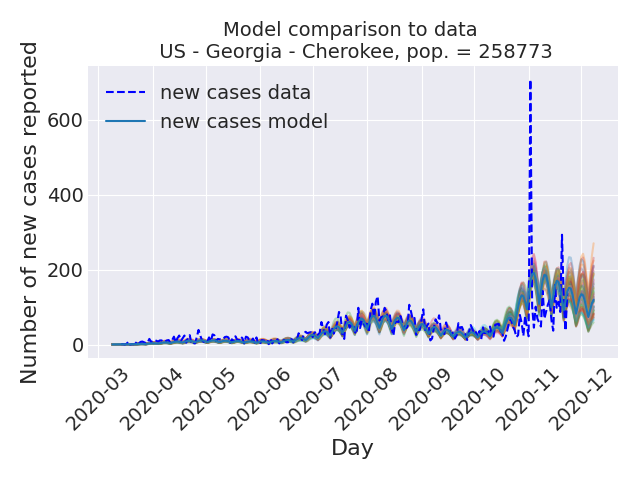 Model comparison to data
US - Georgia - Cherokee, pop. = 258773
Number of new cases reported
new cases data
new cases model
600
400
200
0
2020-03
2020-04
2020-05
2020-06
2020-07
2020-08
2020-09
2020-10
2020-11
2020-12
Day